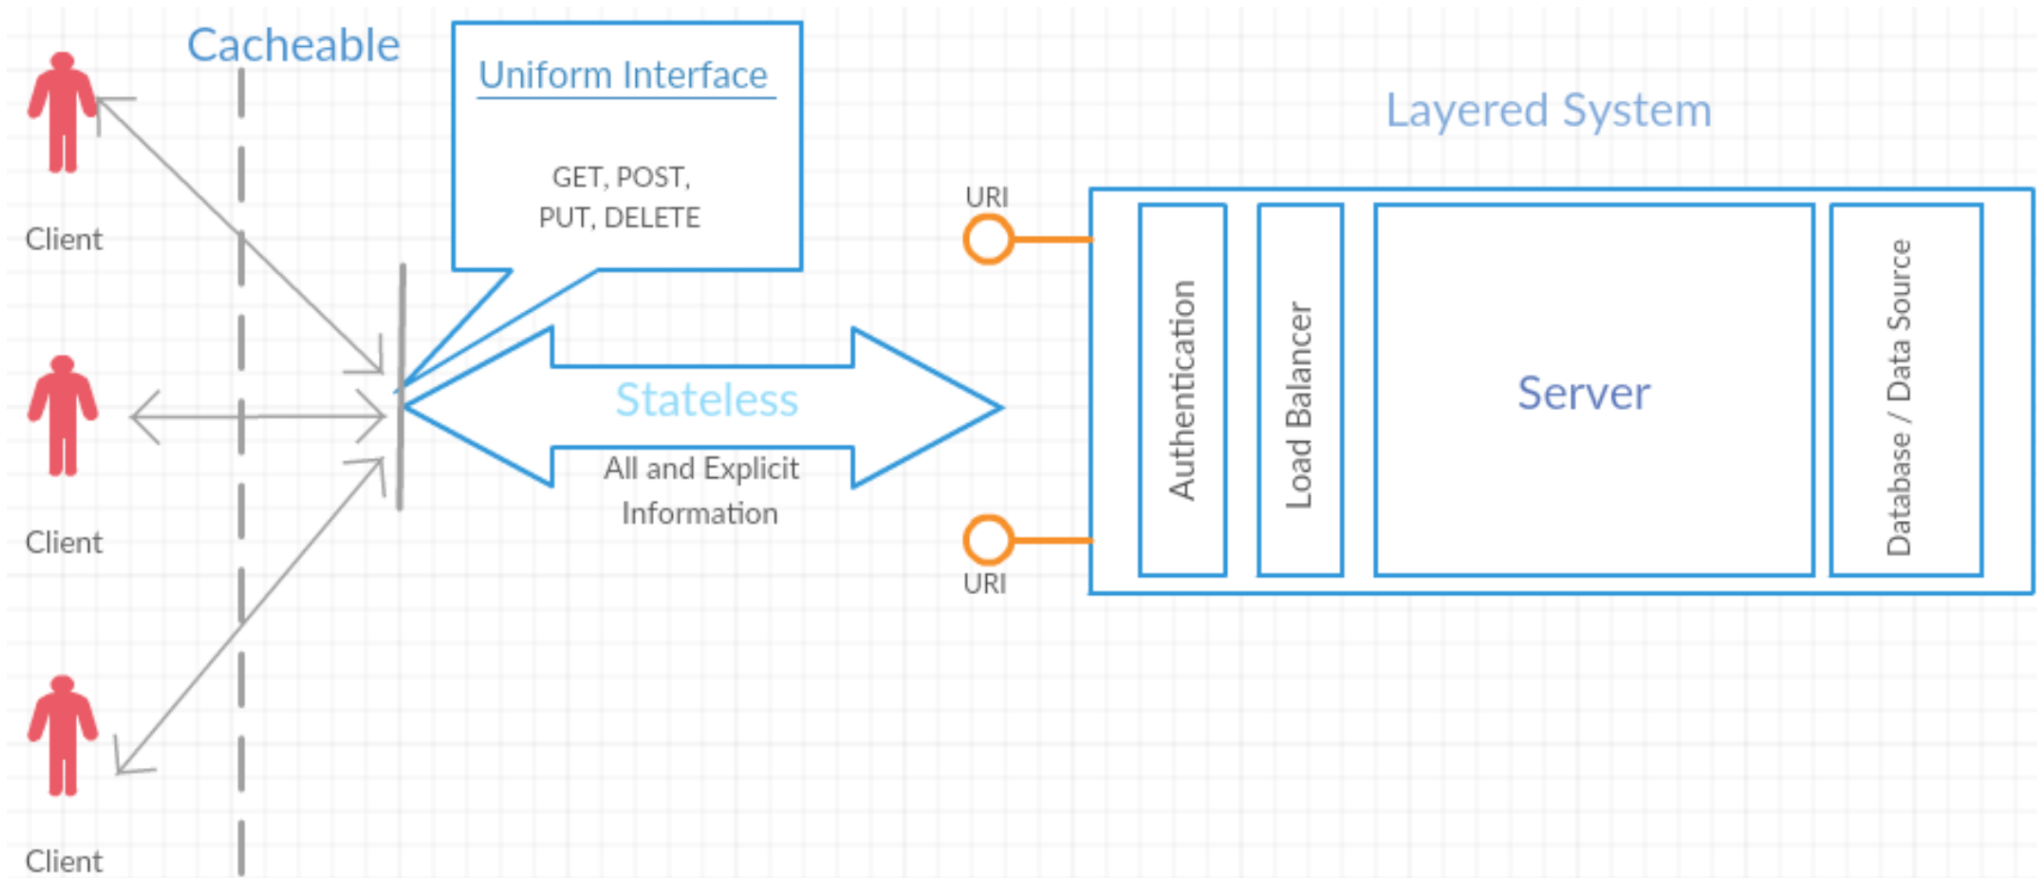 Cacheable
Client
Client
Client
Uniform Interface
GET, POST,
PUT, DELETE
Stateless
All and Explicit
Information
URI
URI
Layered System
Authentication
Load Balancer
Server
Database / Data Source